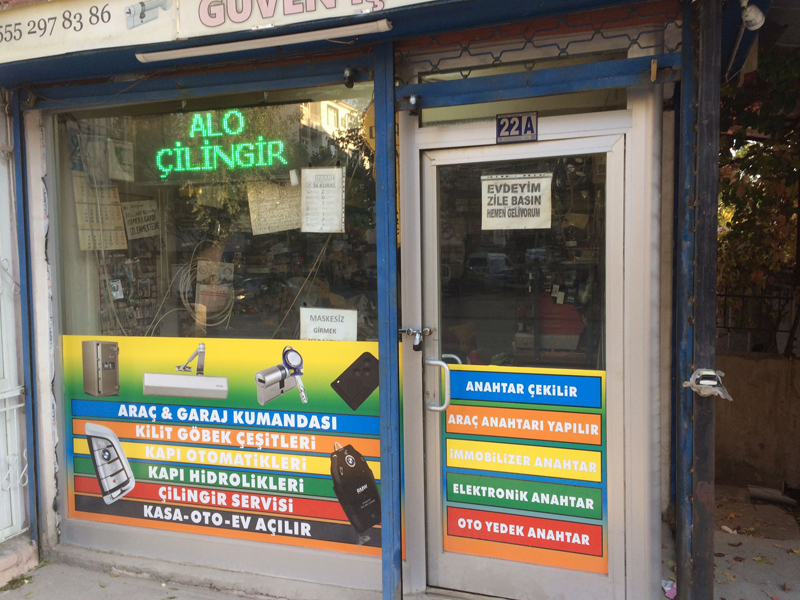 555 297 83 86
GÜVEN
ALO
ÇİLİNGİR
22A
EVDEYİM
ZİLE BASIN
HEMEN GELİYORUM
MASKESİZ
GİRMEK
ARAÇ & GARAJ KUMANDASI
KİLİT GÖBEK ÇEŞİTLERİ
KAPI OTOMATİKLERİ
KAPI HİDROLİKLERİ
ÇİLİNGİR SERVİSİ
KASA-OTO-EV AÇILIR
ANAHTAR ÇEKİLİR
ARAÇ ANAHTARI YAPILIR
İMMOBİLİZER ANAHTAR
ELEKTRONİK ANAHTAR
OTO YEDEK ANAHTAR